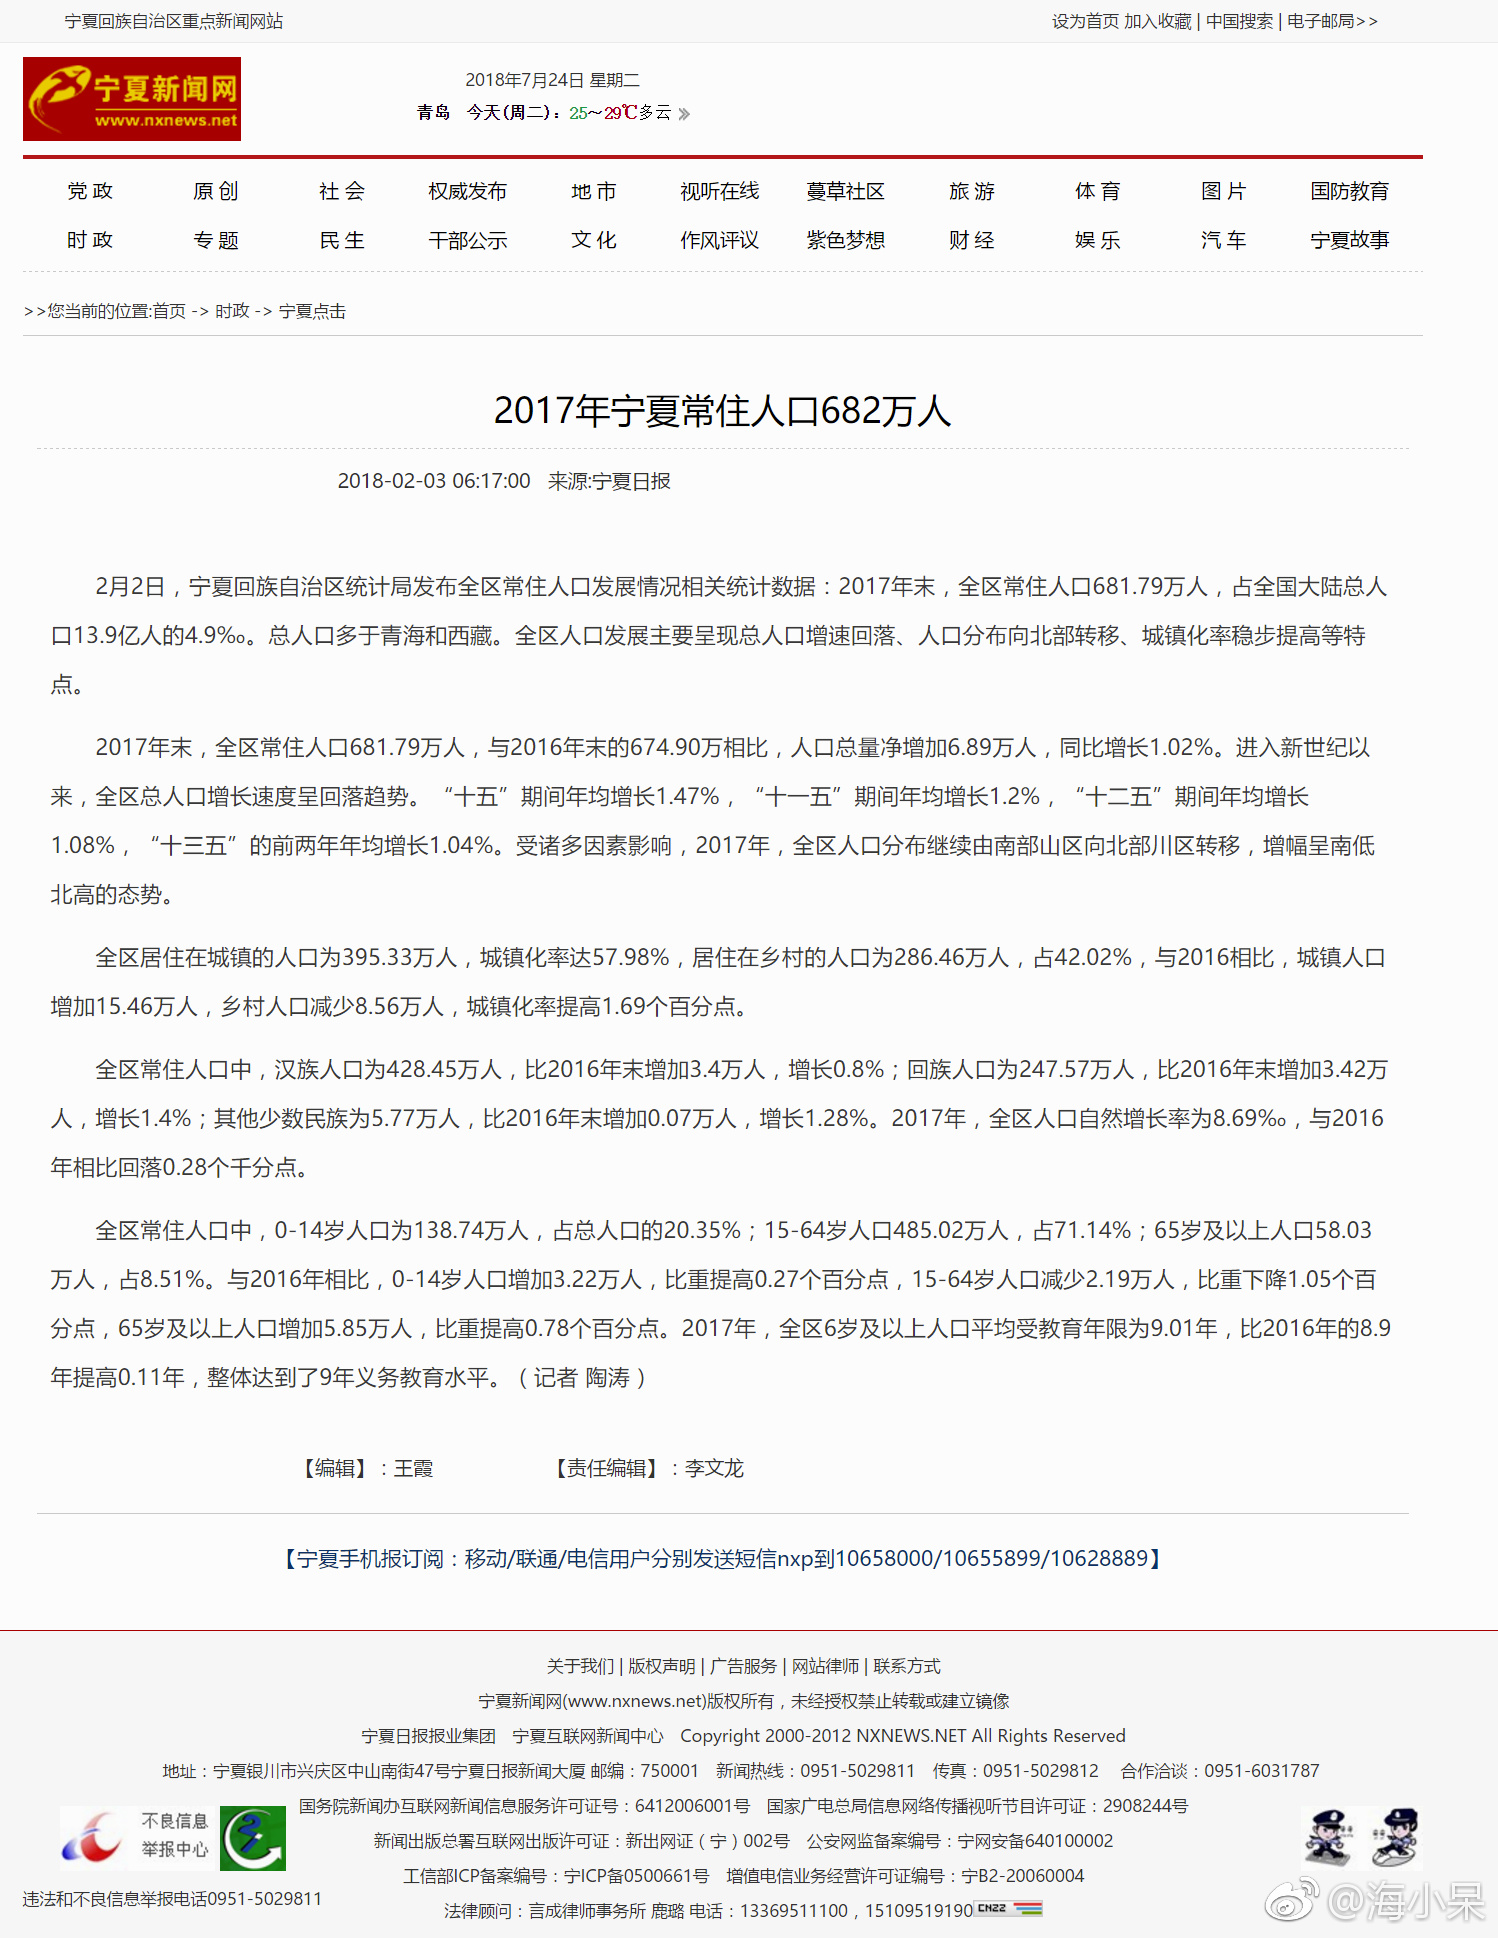 宁夏回族自治区重点新闻网站
设为首页 加入收藏 | 中国搜索 | 电子邮局>>
宁夏新闻网
www.nxnews.net
2018年7月24日 星期二
青岛 今天(周二)：25～29℃多云
党 政 原 创 社 会 权威发布 地 市 视听在线 蔓草社区 旅 游 体 育 图 片 国防教育
时 政 专 题 民 生 干部公示 文 化 作风评议 紫色梦想 财 经 娱 乐 汽 车 宁夏故事
>>您当前的位置:首页 -> 时政 -> 宁夏点击
2017年宁夏常住人口682万人
2018-02-03 06:17:00 来源:宁夏日报
2月2日，宁夏回族自治区统计局发布全区常住人口发展情况相关统计数据：2017年末，全区常住人口681.79万人，占全国大陆总人
口13.9亿人的4.9‰。总人口多于青海和西藏。全区人口发展主要呈现总人口增速回落、人口分布向北部转移、城镇化率稳步提高等特
点。
2017年末，全区常住人口681.79万人，与2016年末的674.90万相比，人口总量净增加6.89万人，同比增长1.02%。进入新世纪以
来，全区总人口增长速度呈回落趋势。“十五”期间年均增长1.47%，“十一五”期间年均增长1.2%，“十二五”期间年均增长
1.08%，“十三五”的前两年年均增长1.04%。受诸多因素影响，2017年，全区人口分布继续由南部山区向北部川区转移，增幅呈南低
北高的态势。
全区居住在城镇的人口为395.33万人，城镇化率达57.98%，居住在乡村的人口为286.46万人，占42.02%，与2016相比，城镇人口
增加15.46万人，乡村人口减少8.56万人，城镇化率提高1.69个百分点。
全区常住人口中，汉族人口为428.45万人，比2016年末增加3.4万人，增长0.8%；回族人口为247.57万人，比2016年末增加3.42万
人，增长1.4%；其他少数民族为5.77万人，比2016年末增加0.07万人，增长1.28%。2017年，全区人口自然增长率为8.69‰，与2016
年相比回落0.28个千分点。
全区常住人口中，0-14岁人口为138.74万人，占总人口的20.35%；15-64岁人口485.02万人，占71.14%；65岁及以上人口58.03
万人，占8.51%。与2016年相比，0-14岁人口增加3.22万人，比重提高0.27个百分点，15-64岁人口减少2.19万人，比重下降1.05个百
分点，65岁及以上人口增加5.85万人，比重提高0.78个百分点。2017年，全区6岁及以上人口平均受教育年限为9.01年，比2016年的8.9
年提高0.11年，整体达到了9年义务教育水平。（记者 陶涛）
【编辑】：王霞 【责任编辑】：李文龙
【宁夏手机报订阅：移动/联通/电信用户分别发送短信nxp到10658000/10655899/10628889】
关于我们 | 版权声明 | 广告服务 | 网站律师 | 联系方式
宁夏新闻网(www.nxnews.net)版权所有，未经授权禁止转载或建立镜像
宁夏日报报业集团 宁夏互联网新闻中心 Copyright 2000-2012 NXNEWS.NET All Rights Reserved
地址：宁夏银川市兴庆区中山南街47号宁夏日报新闻大厦 邮编：750001 新闻热线：0951-5029811 传真：0951-5029812 合作洽谈：0951-6031787
国务院新闻办互联网新闻信息服务许可证号：6412006001号 国家广电总局信息网络传播视听节目许可证：2908244号
新闻出版总署互联网出版许可证：新出网证（宁）002号 公安网监备案编号：宁网安备640100002
工信部ICP备案编号：宁ICP备0500661号 增值电信业务经营许可证编号：宁B2-20060004
法律顾问：言成律师事务所 鹿璐 电话：13369511100，15109519190
CNZZ
不良信息
举报中心
违法和不良信息举报电话0951-5029811
@海小呆